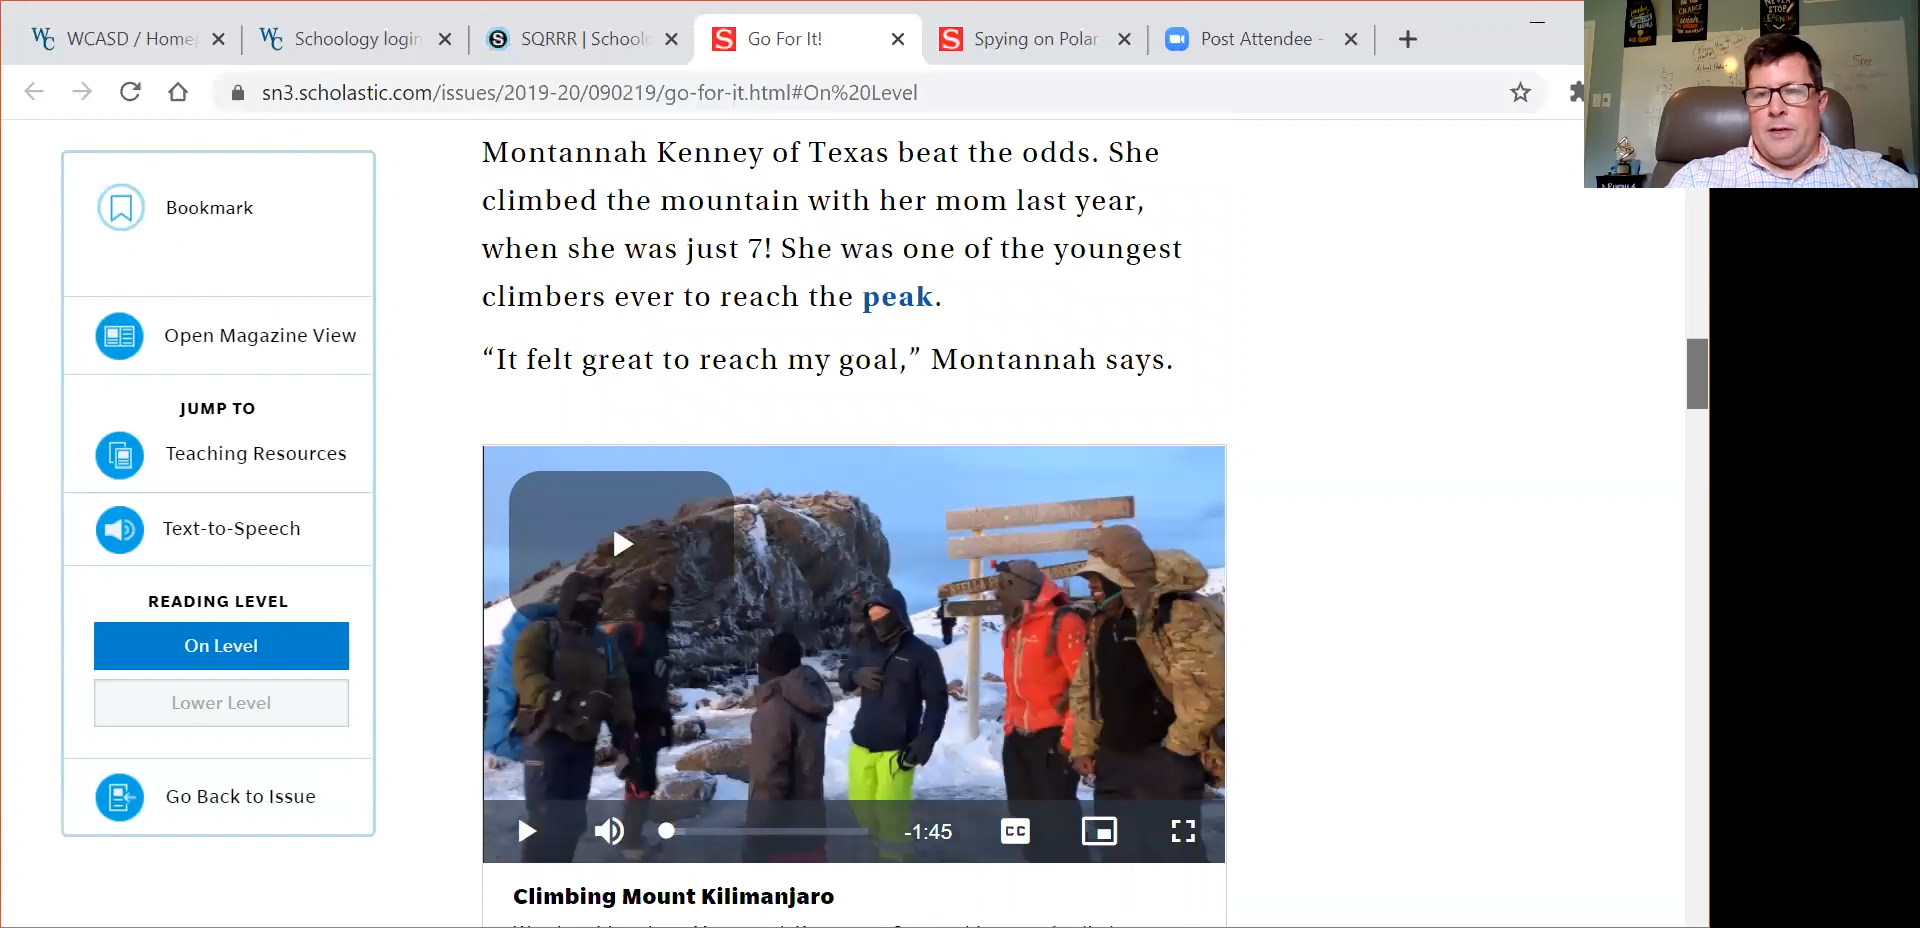 WCASD / Home
Schoology login
SQRRR | Schoolo
Go For It!
Spying on Polar
Post Attendee -
sn3.scholastic.com/issues/2019-20/090219/go-for-it.html#On%20Level
Bookmark
Open Magazine View
JUMP TO
Teaching Resources
Text-to-Speech
READING LEVEL
On Level
Lower Level
Go Back to Issue
Montannah Kenney of Texas beat the odds. She
climbed the mountain with her mom last year,
when she was just 7! She was one of the youngest
climbers ever to reach the peak.
“It felt great to reach my goal,” Montannah says.
-1:45
CC
Climbing Mount Kilimanjaro
NEVER
STOP
LEARNING